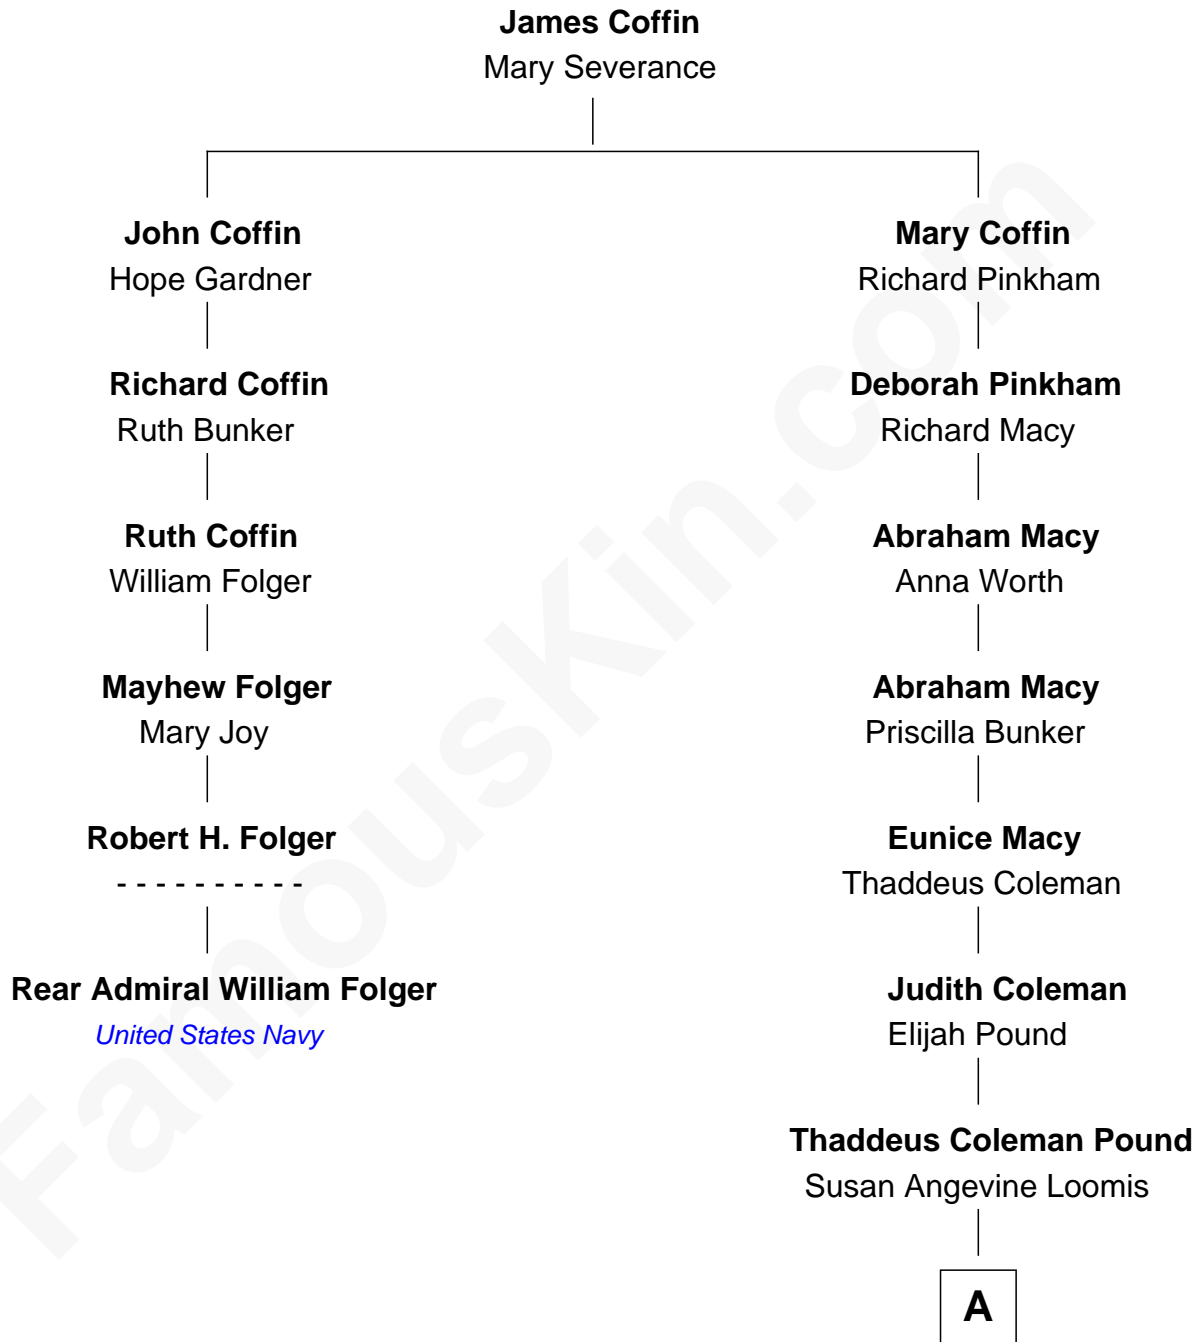 James Coffin
Mary Severance
John Coffin
Hope Gardner
Mary Coffin
Richard Pinkham
Richard Coffin
Ruth Bunker
Deborah Pinkham
Richard Macy
Ruth Coffin
William Folger
Abraham Macy
Anna Worth
Mayhew Folger
Mary Joy
Abraham Macy
Priscilla Bunker
Robert H. Folger
- - - - - - - - - -
Eunice Macy
Thaddeus Coleman
Rear Admiral William Folger
United States Navy
Judith Coleman
Elijah Pound
Thaddeus Coleman Pound
Susan Angevine Loomis
A
FamousKin.com